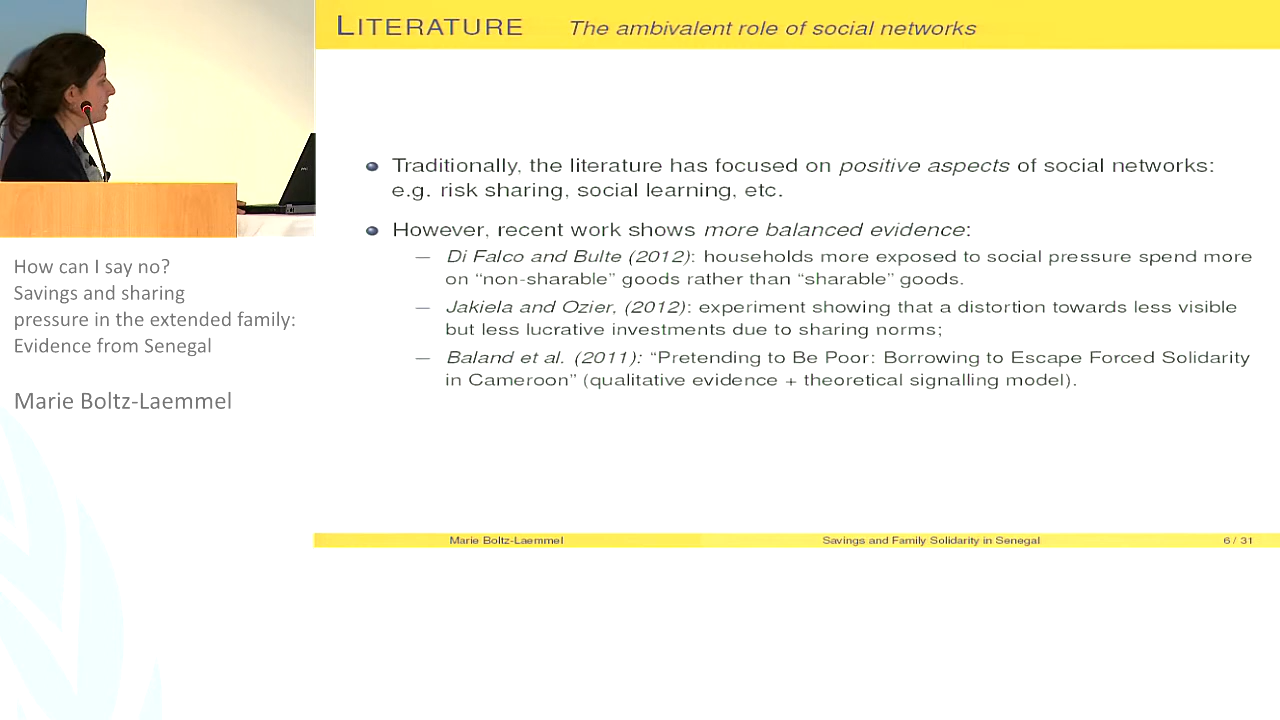 LITERATURE The ambivalent role of social networks
Traditionally, the literature has focused on positive aspects of social networks:
e.g. risk sharing, social learning, etc.
However, recent work shows more balanced evidence:
— Di Falco and Bulte (2012): households more exposed to social pressure spend more
on “non-sharable” goods rather than “sharable” goods.
— Jakiela and Ozier, (2012): experiment showing that a distortion towards less visible
but less lucrative investments due to sharing norms;
— Baland et al. (2011): “Pretending to Be Poor: Borrowing to Escape Forced Solidarity
in Cameroon” (qualitative evidence + theoretical signalling model).
Marie Boltz-Laemmel Savings and Family Solidarity in Senegal 6 / 31
How can I say no?
Savings and sharing
pressure in the extended family:
Evidence from Senegal
Marie Boltz-Laemmel